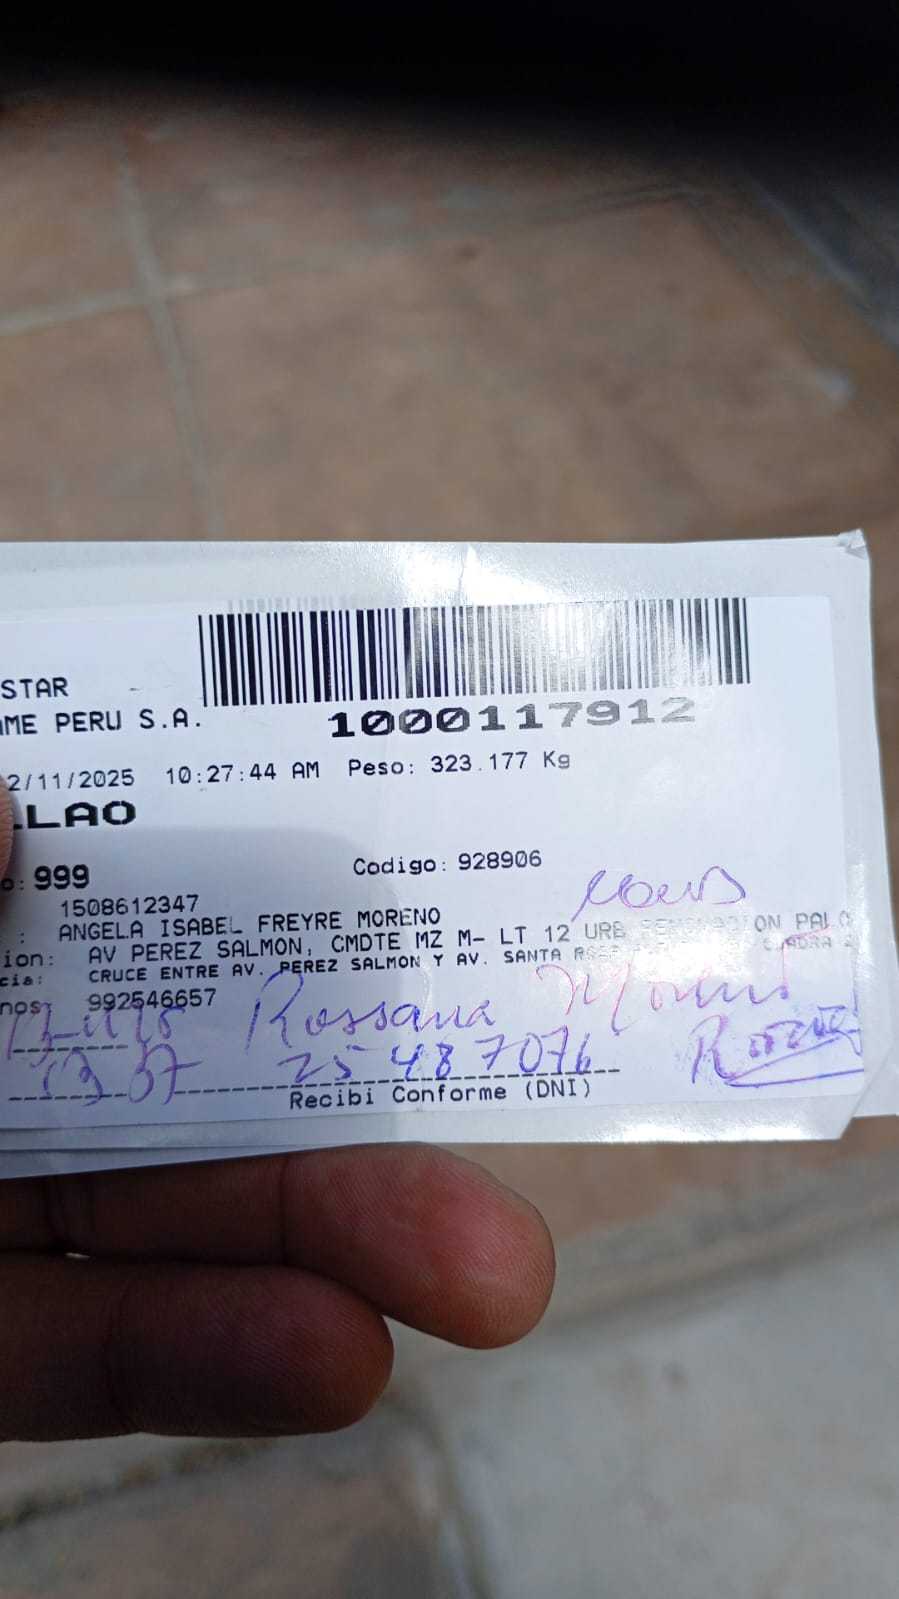 STAR
AME PERU S.A.
1000117912
2/11/2025 10:27:44 AM Peso: 323.177 Kg
LLAO
o: 999 Codigo: 928906
1508612347
: ANGELA ISABEL FREYRE MORENO
ion: AV PEREZ SALMON, CMDTE MZ M- LT 12 URB
cia: CRUCE ENTRE AV. PEREZ SALMON Y AV. SANTA
nos 992546657
Rossana
25487076
Recibi Conforme (DNI)